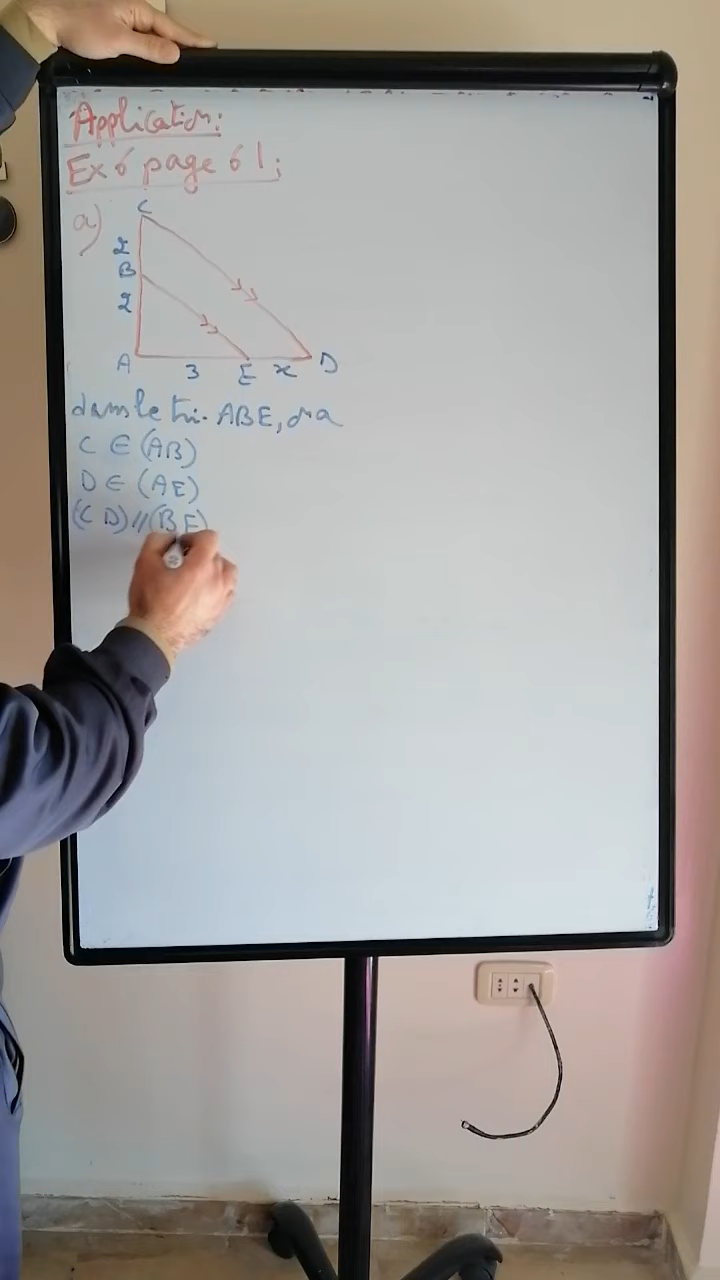 Application:
Ex 6 page 61:
a)
C
2
B
2
A 3 E x D
dans le tri. ABE, on a
C ∈ (AB)
D ∈ (AE)
(CD) // (BE)